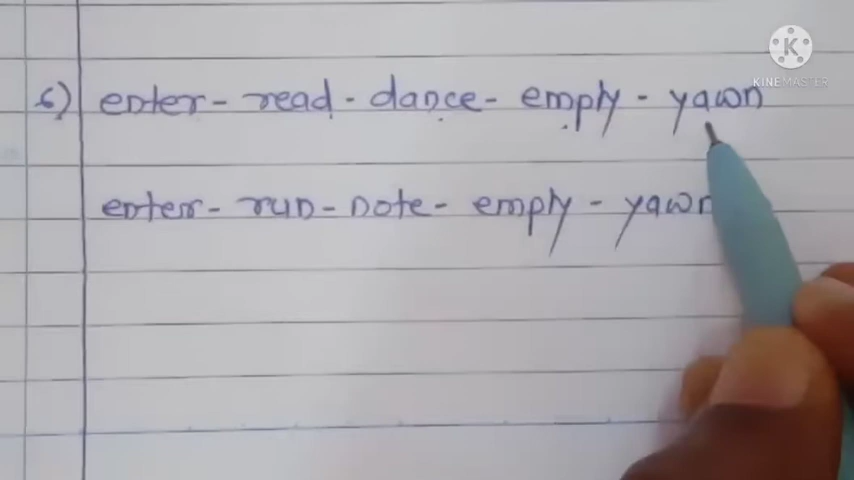 6) enter - read - dance - empty - yawn
enter - run - note - empty - yawn
KINEMASTER